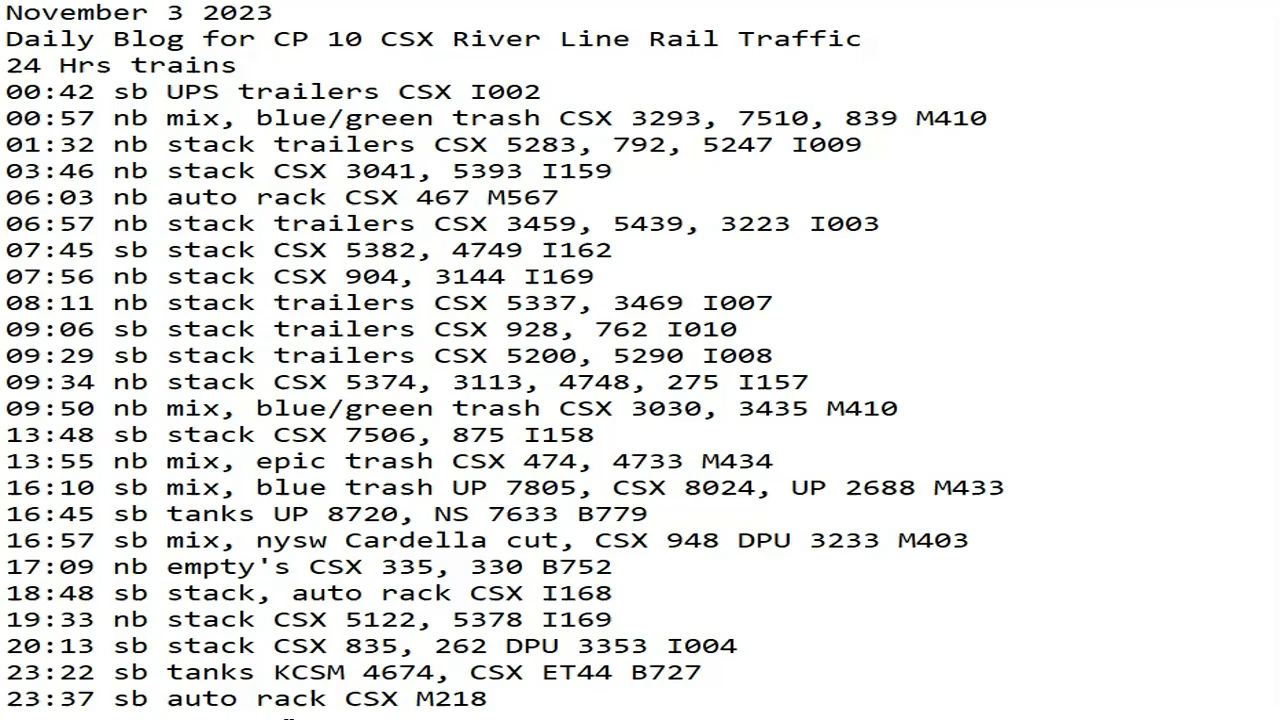 November 3 2023
Daily Blog for CP 10 CSX River Line Rail Traffic
24 Hrs trains
00:42 sb UPS trailers CSX I002
00:57 nb mix, blue/green trash CSX 3293, 7510, 839 M410
01:32 nb stack trailers CSX 5283, 792, 5247 I009
03:46 nb stack CSX 3041, 5393 I159
06:03 nb auto rack CSX 467 M567
06:57 nb stack trailers CSX 3459, 5439, 3223 I003
07:45 sb stack CSX 5382, 4749 I162
07:56 nb stack CSX 904, 3144 I169
08:11 nb stack trailers CSX 5337, 3469 I007
09:06 sb stack trailers CSX 928, 762 I010
09:29 sb stack trailers CSX 5200, 5290 I008
09:34 nb stack CSX 5374, 3113, 4748, 275 I157
09:50 nb mix, blue/green trash CSX 3030, 3435 M410
13:48 sb stack CSX 7506, 875 I158
13:55 nb mix, epic trash CSX 474, 4733 M434
16:10 sb mix, blue trash UP 7805, CSX 8024, UP 2688 M433
16:45 sb tanks UP 8720, NS 7633 B779
16:57 sb mix, nysw Cardella cut, CSX 948 DPU 3233 M403
17:09 nb empty's CSX 335, 330 B752
18:48 sb stack, auto rack CSX I168
19:33 nb stack CSX 5122, 5378 I169
20:13 sb stack CSX 835, 262 DPU 3353 I004
23:22 sb tanks KCSM 4674, CSX ET44 B727
23:37 sb auto rack CSX M218